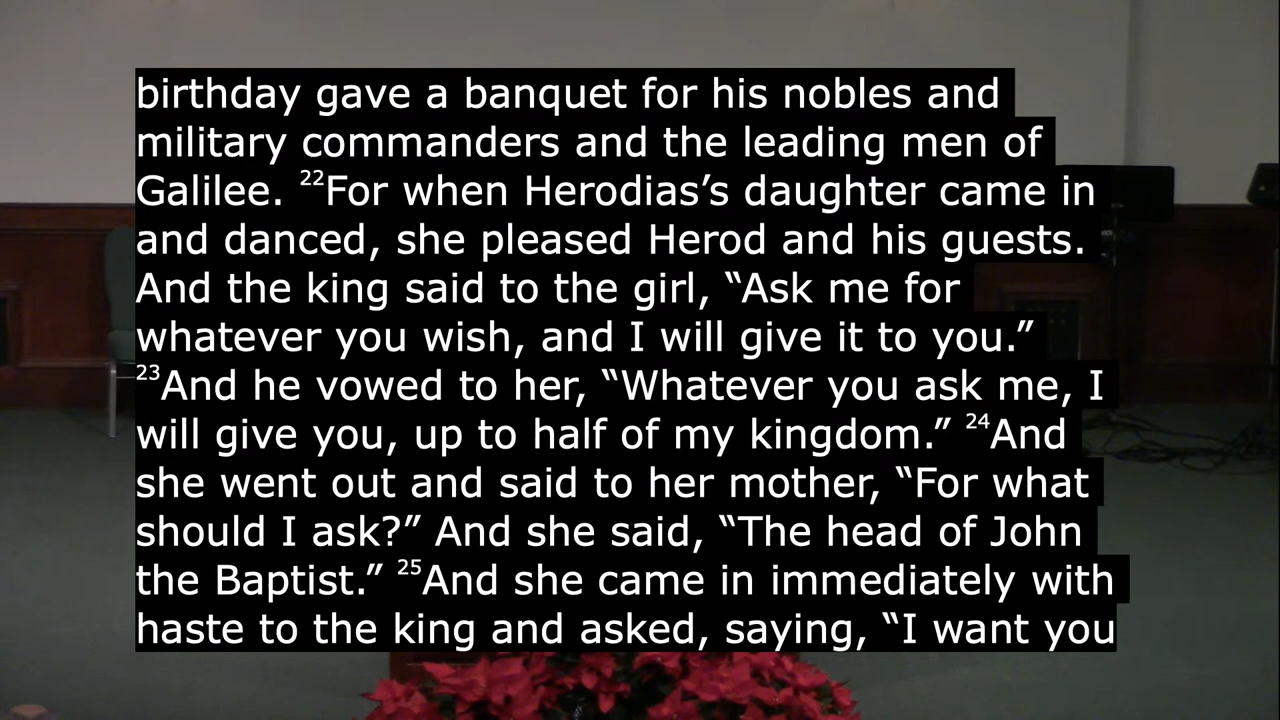 birthday gave a banquet for his nobles and
military commanders and the leading men of
Galilee. 22For when Herodias’s daughter came in
and danced, she pleased Herod and his guests.
And the king said to the girl, “Ask me for
whatever you wish, and I will give it to you.”
23And he vowed to her, “Whatever you ask me, I
will give you, up to half of my kingdom.” 24And
she went out and said to her mother, “For what
should I ask?” And she said, “The head of John
the Baptist.” 25And she came in immediately with
haste to the king and asked, saying, “I want you